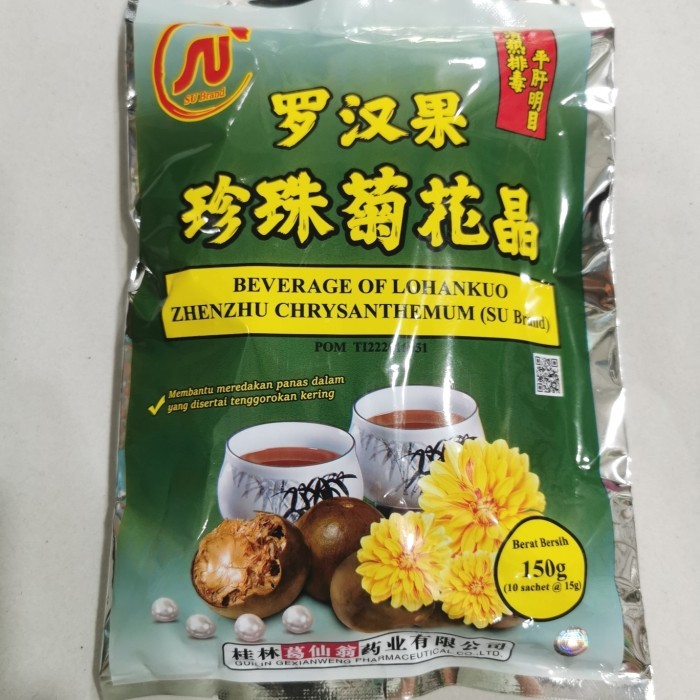 SU Brand
清热排毒
平肝明目
罗汉果
珍珠菊花晶
BEVERAGE OF LOHANKUO
ZHENZHU CHRYSANTHEMUM (SU Brand)
POM
Membantu meredakan panas dalam
yang disertai tenggorokan kering
Berat Bersih
150g
(10 sachet @ 15g)
桂林葛仙翁药业有限公司
GUILIN GEXIANWENG PHARMACEUTICAL CO.,LTD.